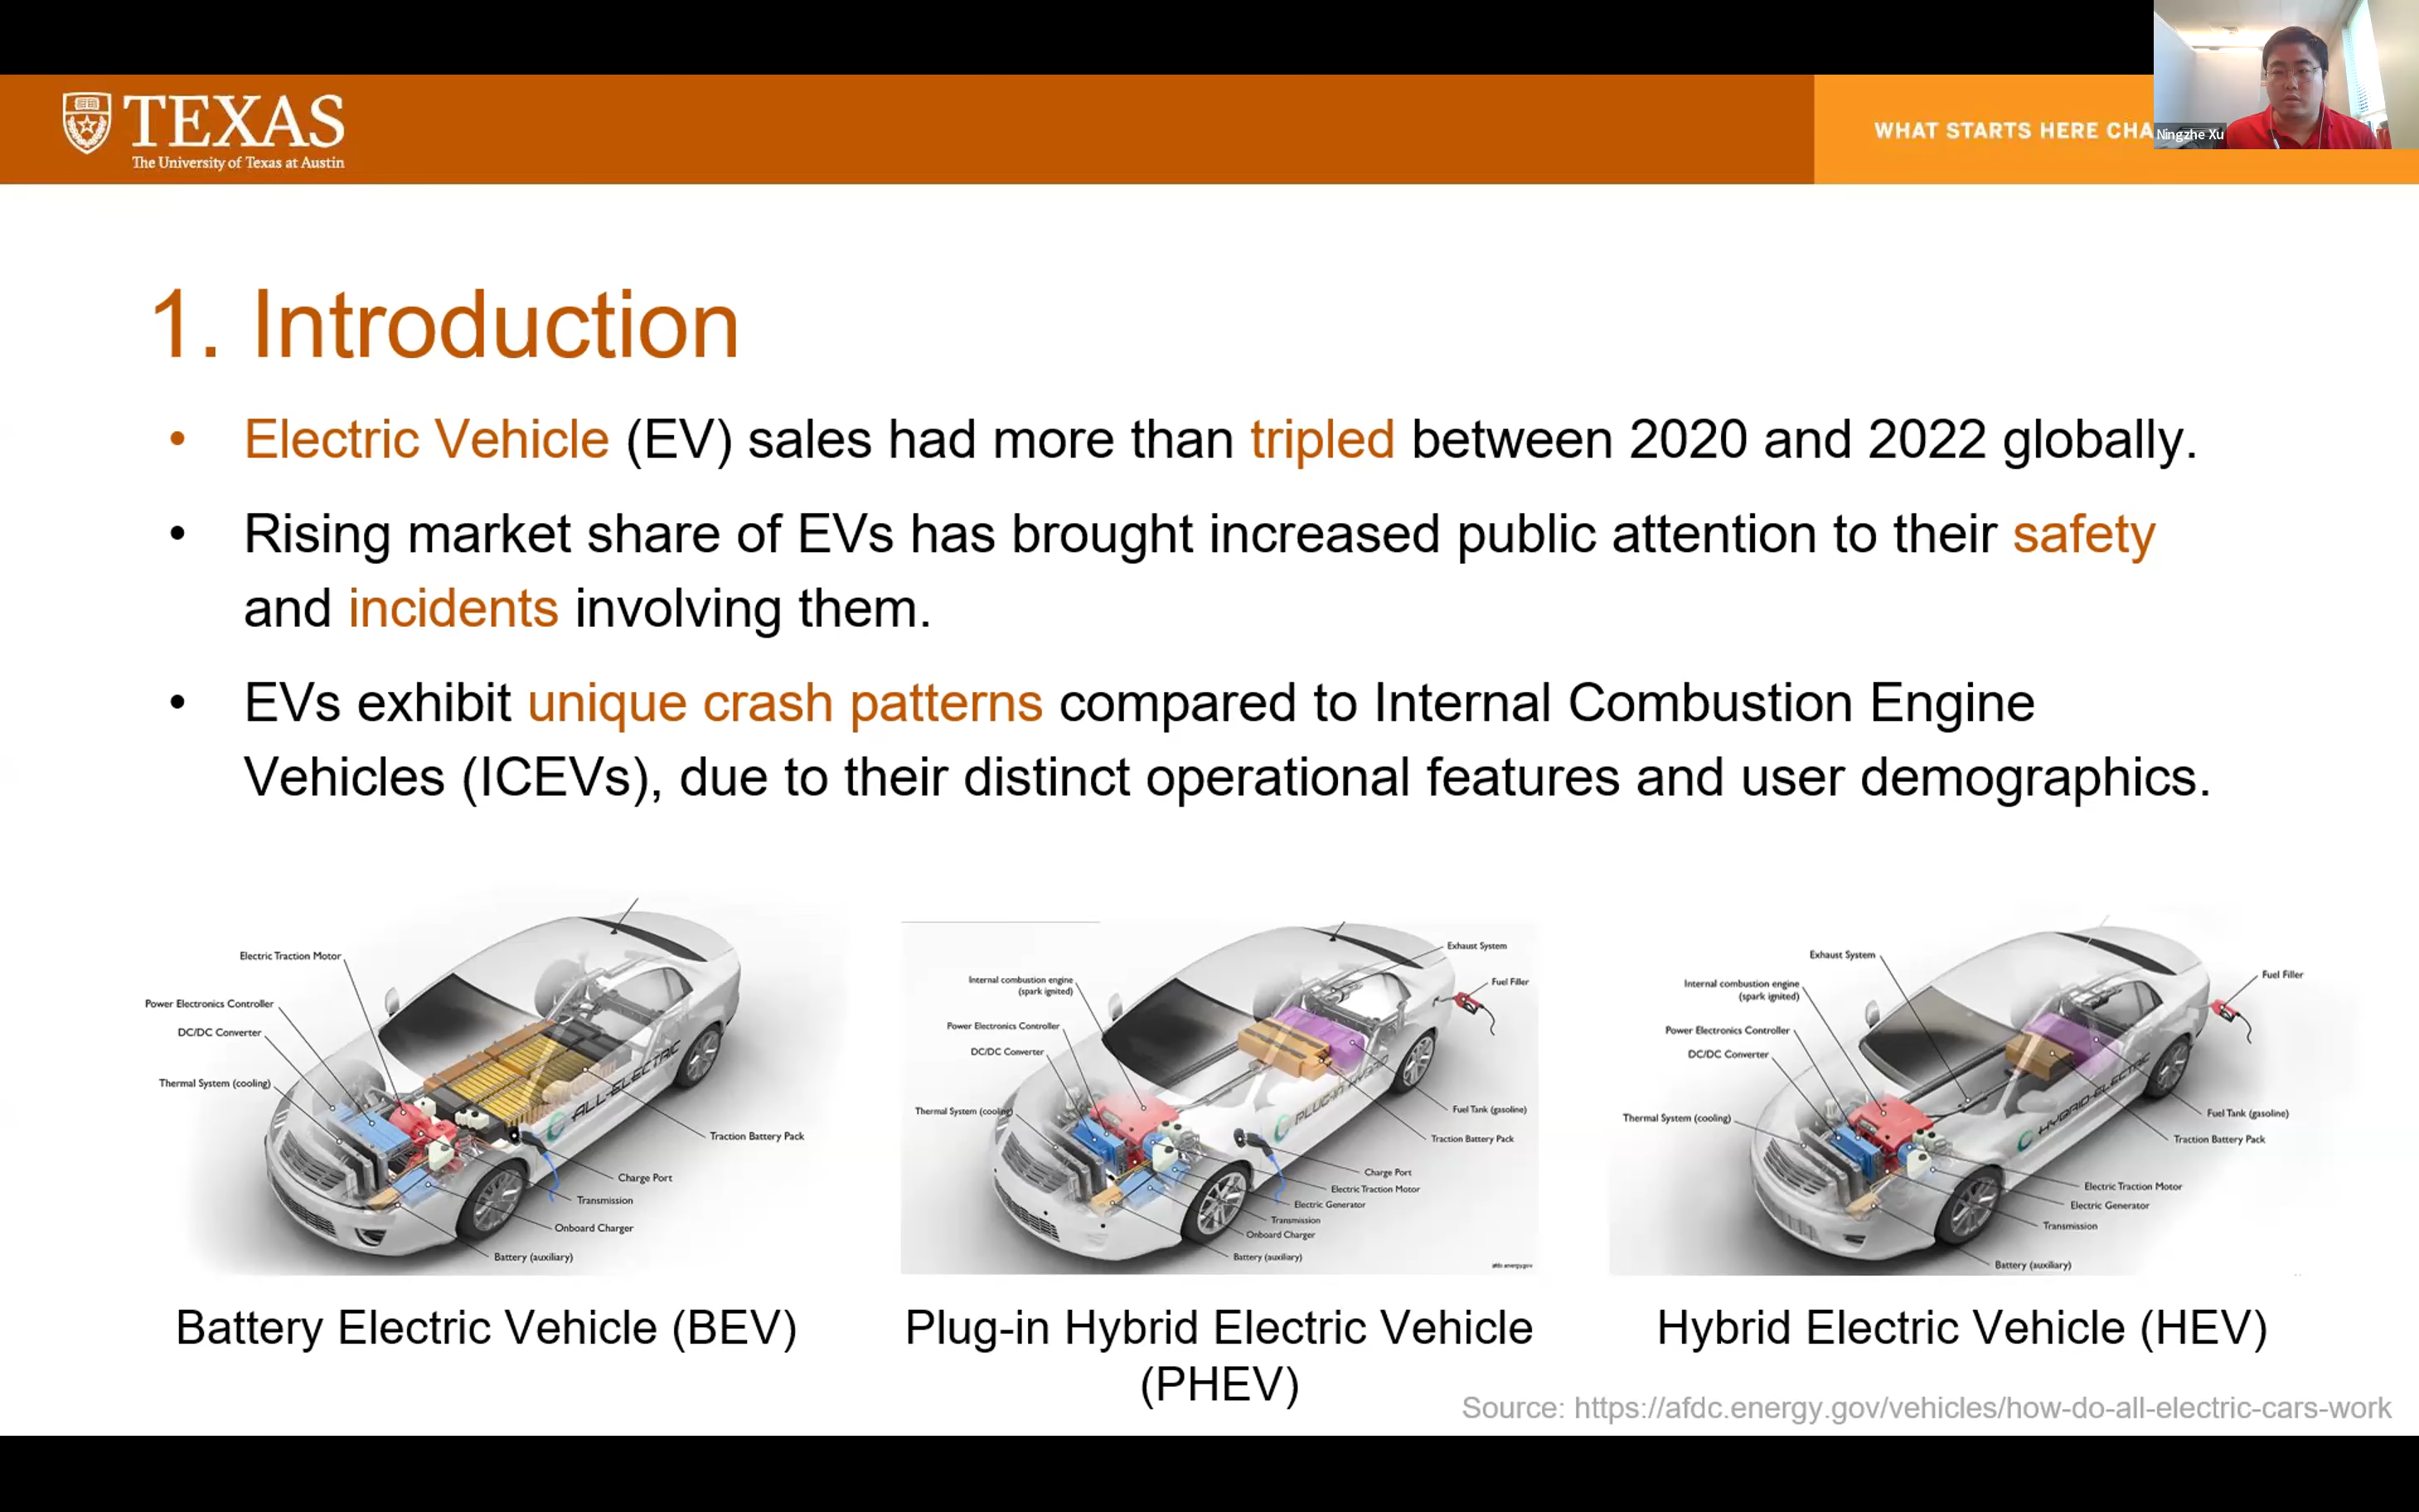 TEXAS
The University of Texas at Austin
WHAT STARTS HERE CHA
Ningzhe Xu
1. Introduction
• Electric Vehicle (EV) sales had more than tripled between 2020 and 2022 globally.
• Rising market share of EVs has brought increased public attention to their safety
and incidents involving them.
• EVs exhibit unique crash patterns compared to Internal Combustion Engine
Vehicles (ICEVs), due to their distinct operational features and user demographics.
Electric Traction Motor
Power Electronics Controller
DC/DC Converter
Thermal System (cooling)
ALL-ELECTRIC
Traction Battery Pack
Charge Port
Transmission
Onboard Charger
Battery (auxiliary)
Battery Electric Vehicle (BEV)
Exhaust System
Internal combustion engine
(spark ignited)
Fuel Filler
Power Electronics Controller
DC/DC Converter
Thermal System (cooling)
PLUG-IN HYBRID
Fuel Tank (gasoline)
Traction Battery Pack
Charge Port
Electric Traction Motor
Electric Generator
Transmission
Onboard Charger
Battery (auxiliary)
afdc.energy.gov
Plug-in Hybrid Electric Vehicle
(PHEV)
Exhaust System
Fuel Filler
Internal combustion engine
(spark ignited)
Power Electronics Controller
DC/DC Converter
Thermal System (cooling)
HYBRID-ELECTRIC
Fuel Tank (gasoline)
Traction Battery Pack
Electric Traction Motor
Electric Generator
Transmission
Battery (auxiliary)
Hybrid Electric Vehicle (HEV)
Source: https://afdc.energy.gov/vehicles/how-do-all-electric-cars-work